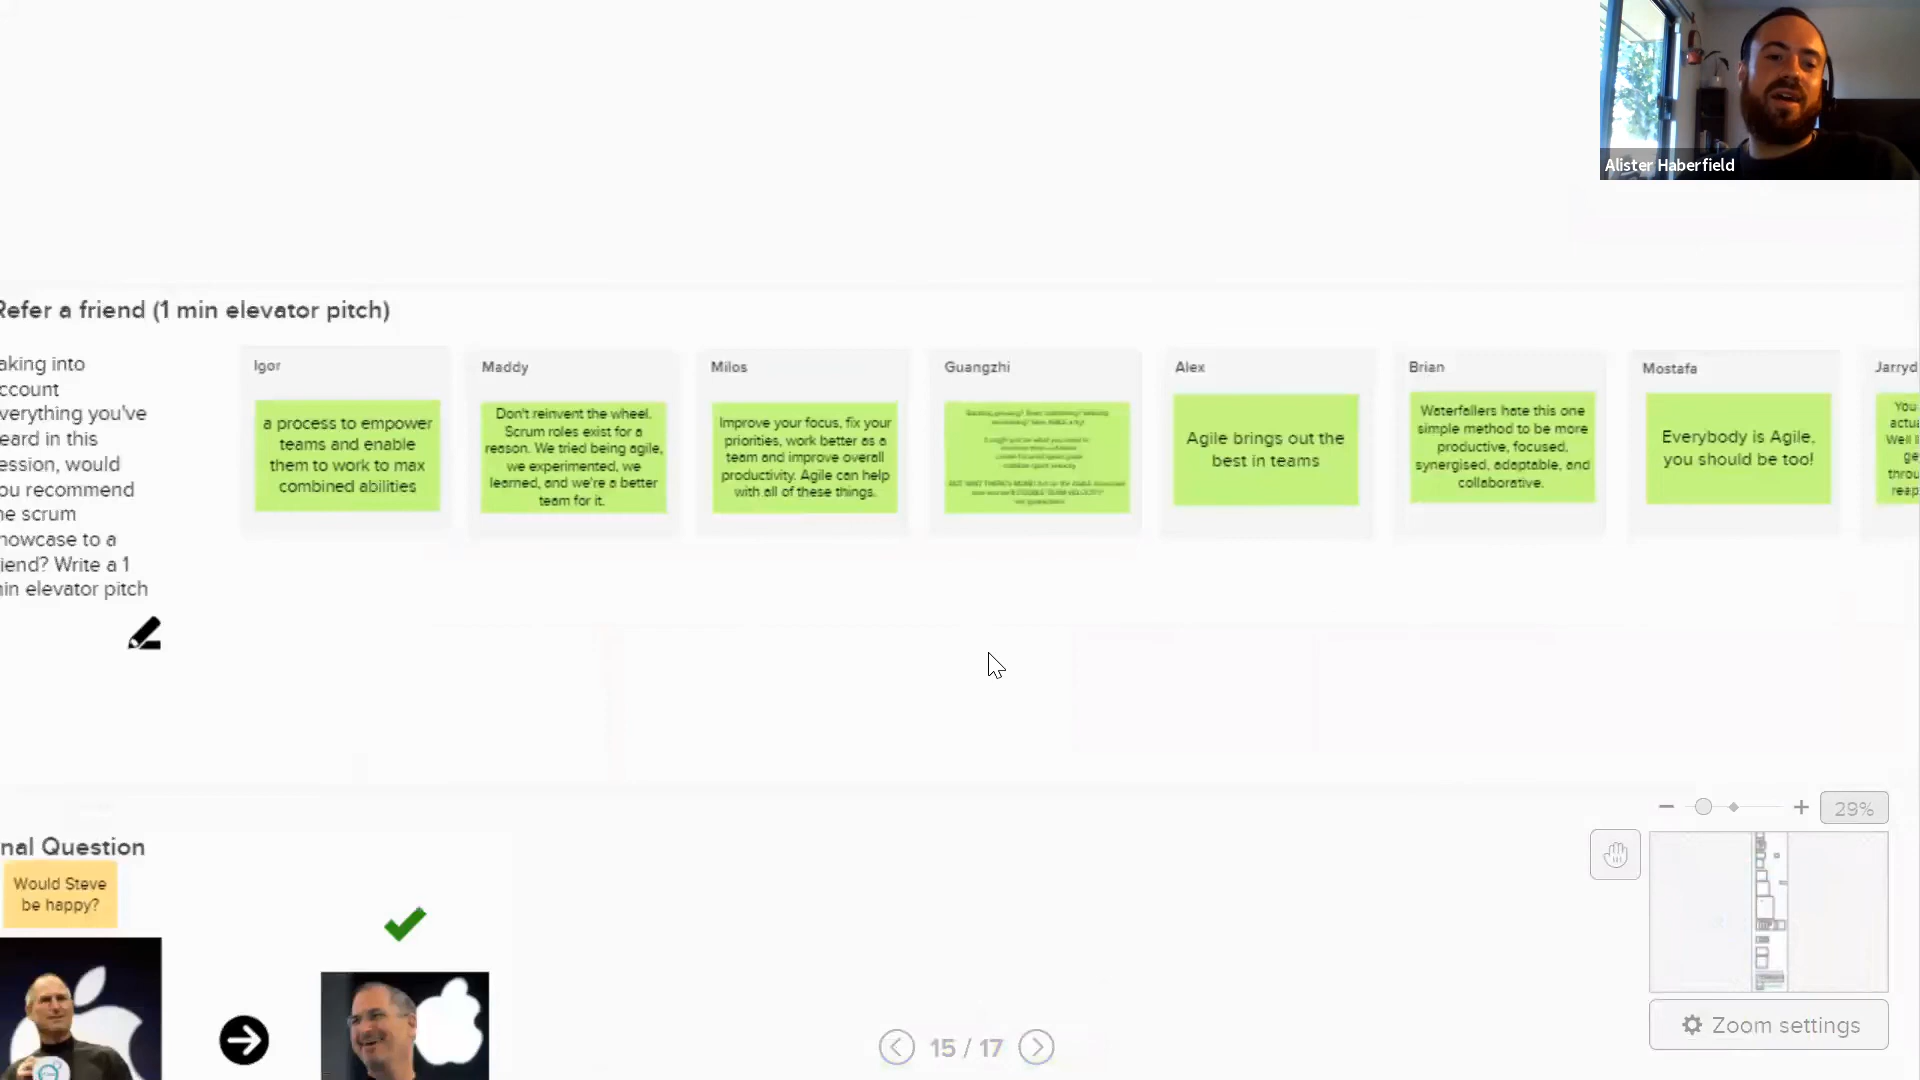 Alister Haberfield
Refer a friend (1 min elevator pitch)
aking into
ccount
verything you've
eard in this
ession, would
ou recommend
he scrum
howcase to a
iend? Write a 1
in elevator pitch
Igor
a process to empower
teams and enable
them to work to max
combined abilities
Maddy
Don't reinvent the wheel.
Scrum roles exist for a
reason. We tried being agile,
we experimented, we
learned, and we're a better
team for it.
Milos
Improve your focus, fix your
priorities, work better as a
team and improve overall
productivity. Agile can help
with all of these things.
Guangzhi
Alex
Agile brings out the
best in teams
Brian
Waterfallers hate this one
simple method to be more
productive, focused,
synergised, adaptable, and
collaborative.
Mostafa
Everybody is Agile,
you should be too!
Jarryd
You
actu
Well I
ge
throu
reap
nal Question
Would Steve
be happy?
15 / 17
29%
Zoom settings